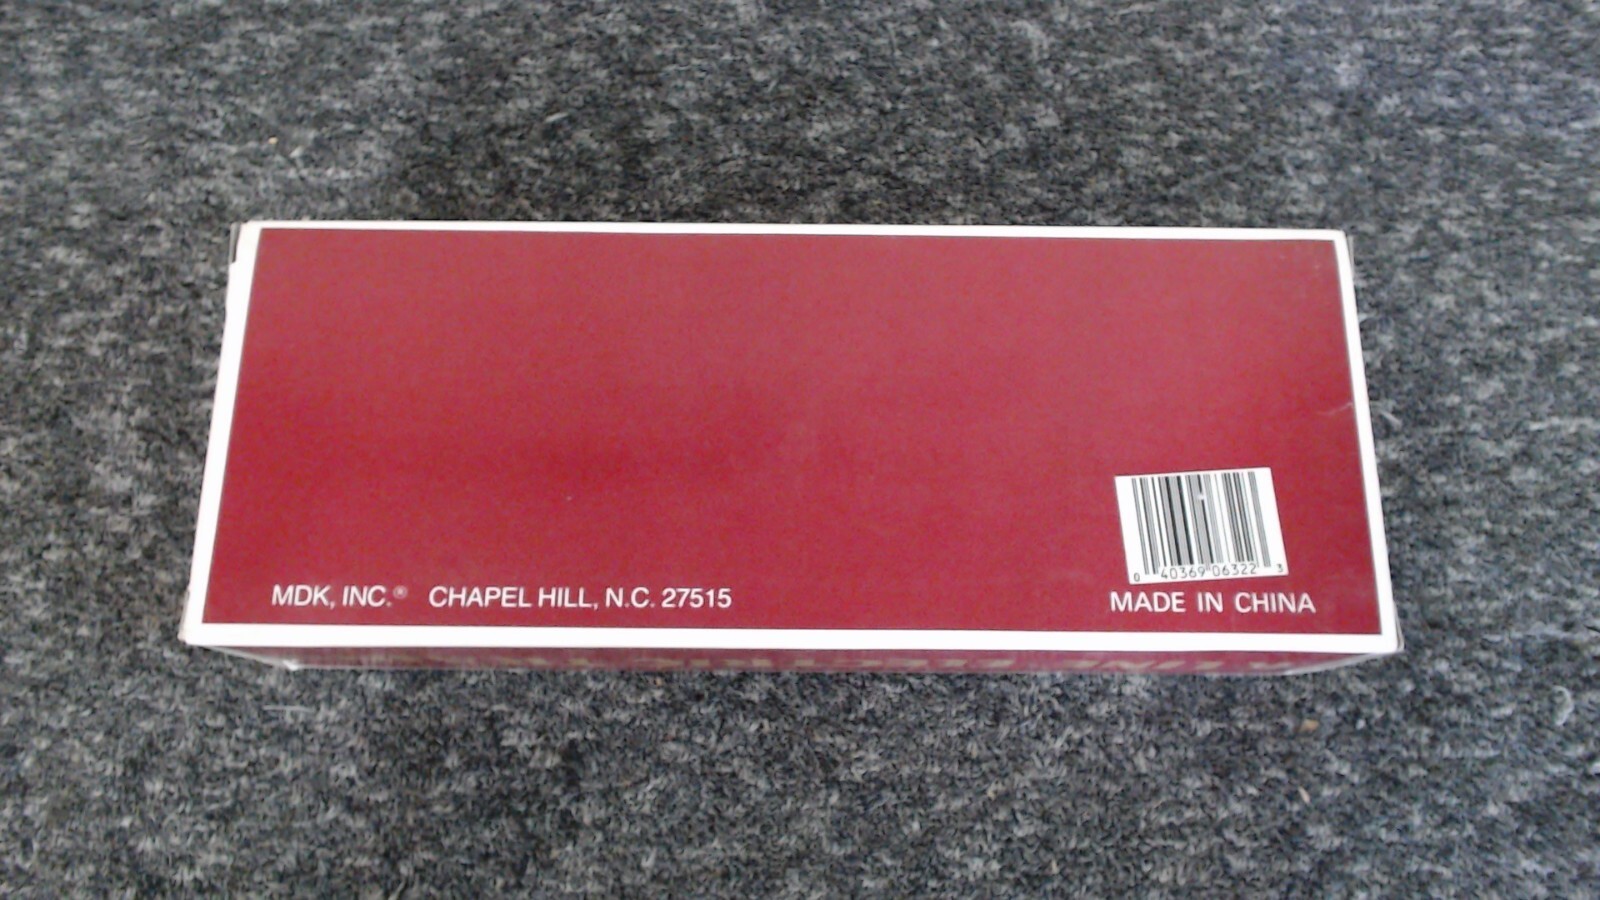 0 40369 06322 3
MDK, INC.® CHAPEL HILL, N.C. 27515
MADE IN CHINA